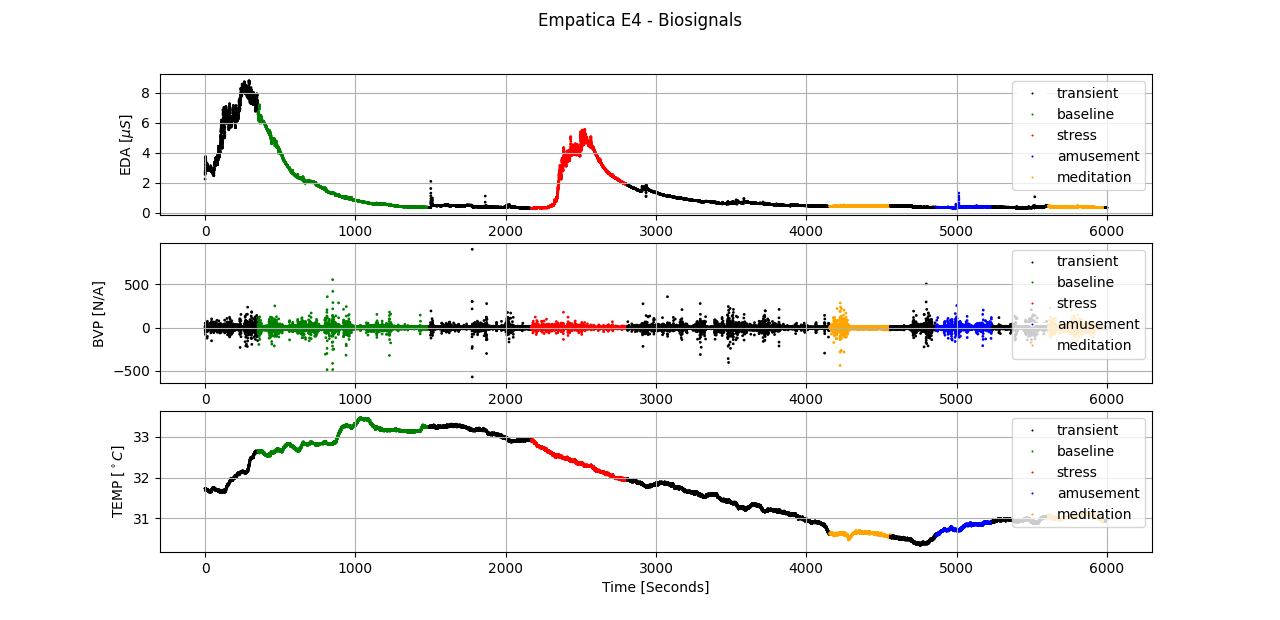 Empatica E4 - Biosignals
EDA [μS]
8
6
4
2
0
transient
baseline
stress
amusement
meditation
0 1000 2000 3000 4000 5000 6000
BVP [N/A]
500
0
−500
transient
baseline
stress
amusement
meditation
0 1000 2000 3000 4000 5000 6000
TEMP [°C]
33
32
31
transient
baseline
stress
amusement
meditation
0 1000 2000 3000 4000 5000 6000
Time [Seconds]